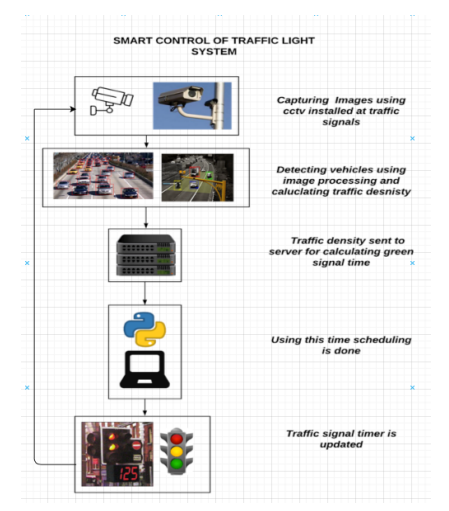 SMART CONTROL OF TRAFFIC LIGHT
SYSTEM
Capturing Images using
cctv installed at traffic
signals
Detecting vehicles using
image processing and
caluclating traffic desnisty
Traffic density sent to
server for calculating green
signal time
Using this time scheduling
is done
125
Traffic signal timer is
updated